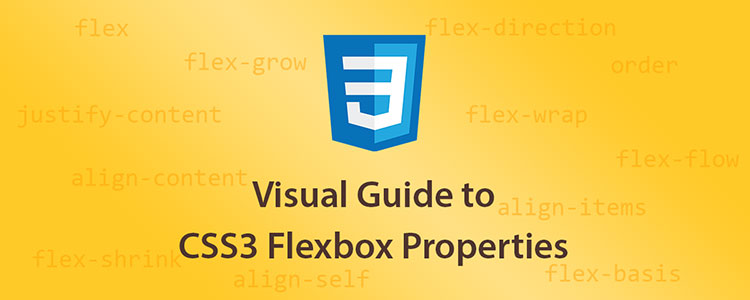 flex
flex-direction
flex-grow
order
justify-content
flex-wrap
flex-flow
align-content
Visual Guide to
align-items
CSS3 Flexbox Properties
flex-shrink
align-self
flex-basis